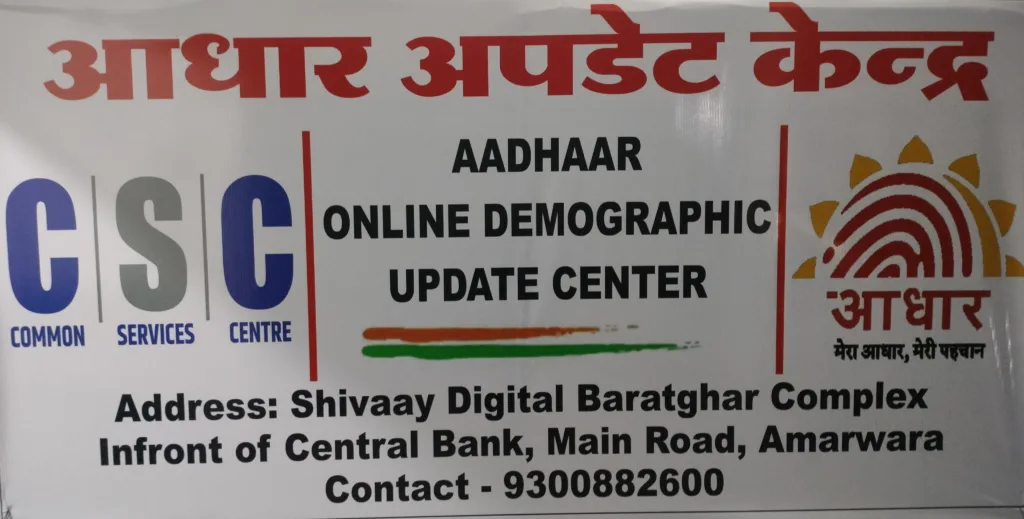 आधार अपडेट केन्द्र
CSC
COMMON SERVICES CENTRE
AADHAAR
ONLINE DEMOGRAPHIC
UPDATE CENTER
आधार
मेरा आधार, मेरी पहचान
Address: Shivaay Digital Baratghar Complex
Infront of Central Bank, Main Road, Amarwara
Contact - 9300882600